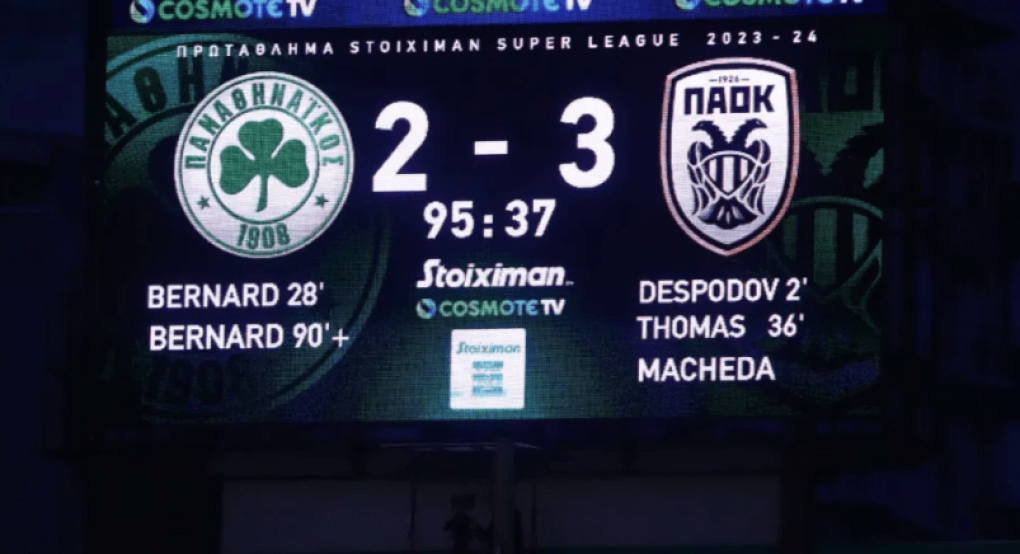 COSMOTE TV COSMOTE TV COSMOTE TV
ΠΡΩΤΑΘΛΗΜΑ STOIXIMAN SUPER LEAGUE 2023-24
ΠΑΝΑΘΗΝΑΪΚΟΣ
1908
2 - 3
1926
ΠΑΟΚ
95:37
Stoiximan
COSMOTE TV
Stoiximan
BERNARD 28'
BERNARD 90'+
DESPODOV 2'
THOMAS 36'
MACHEDA